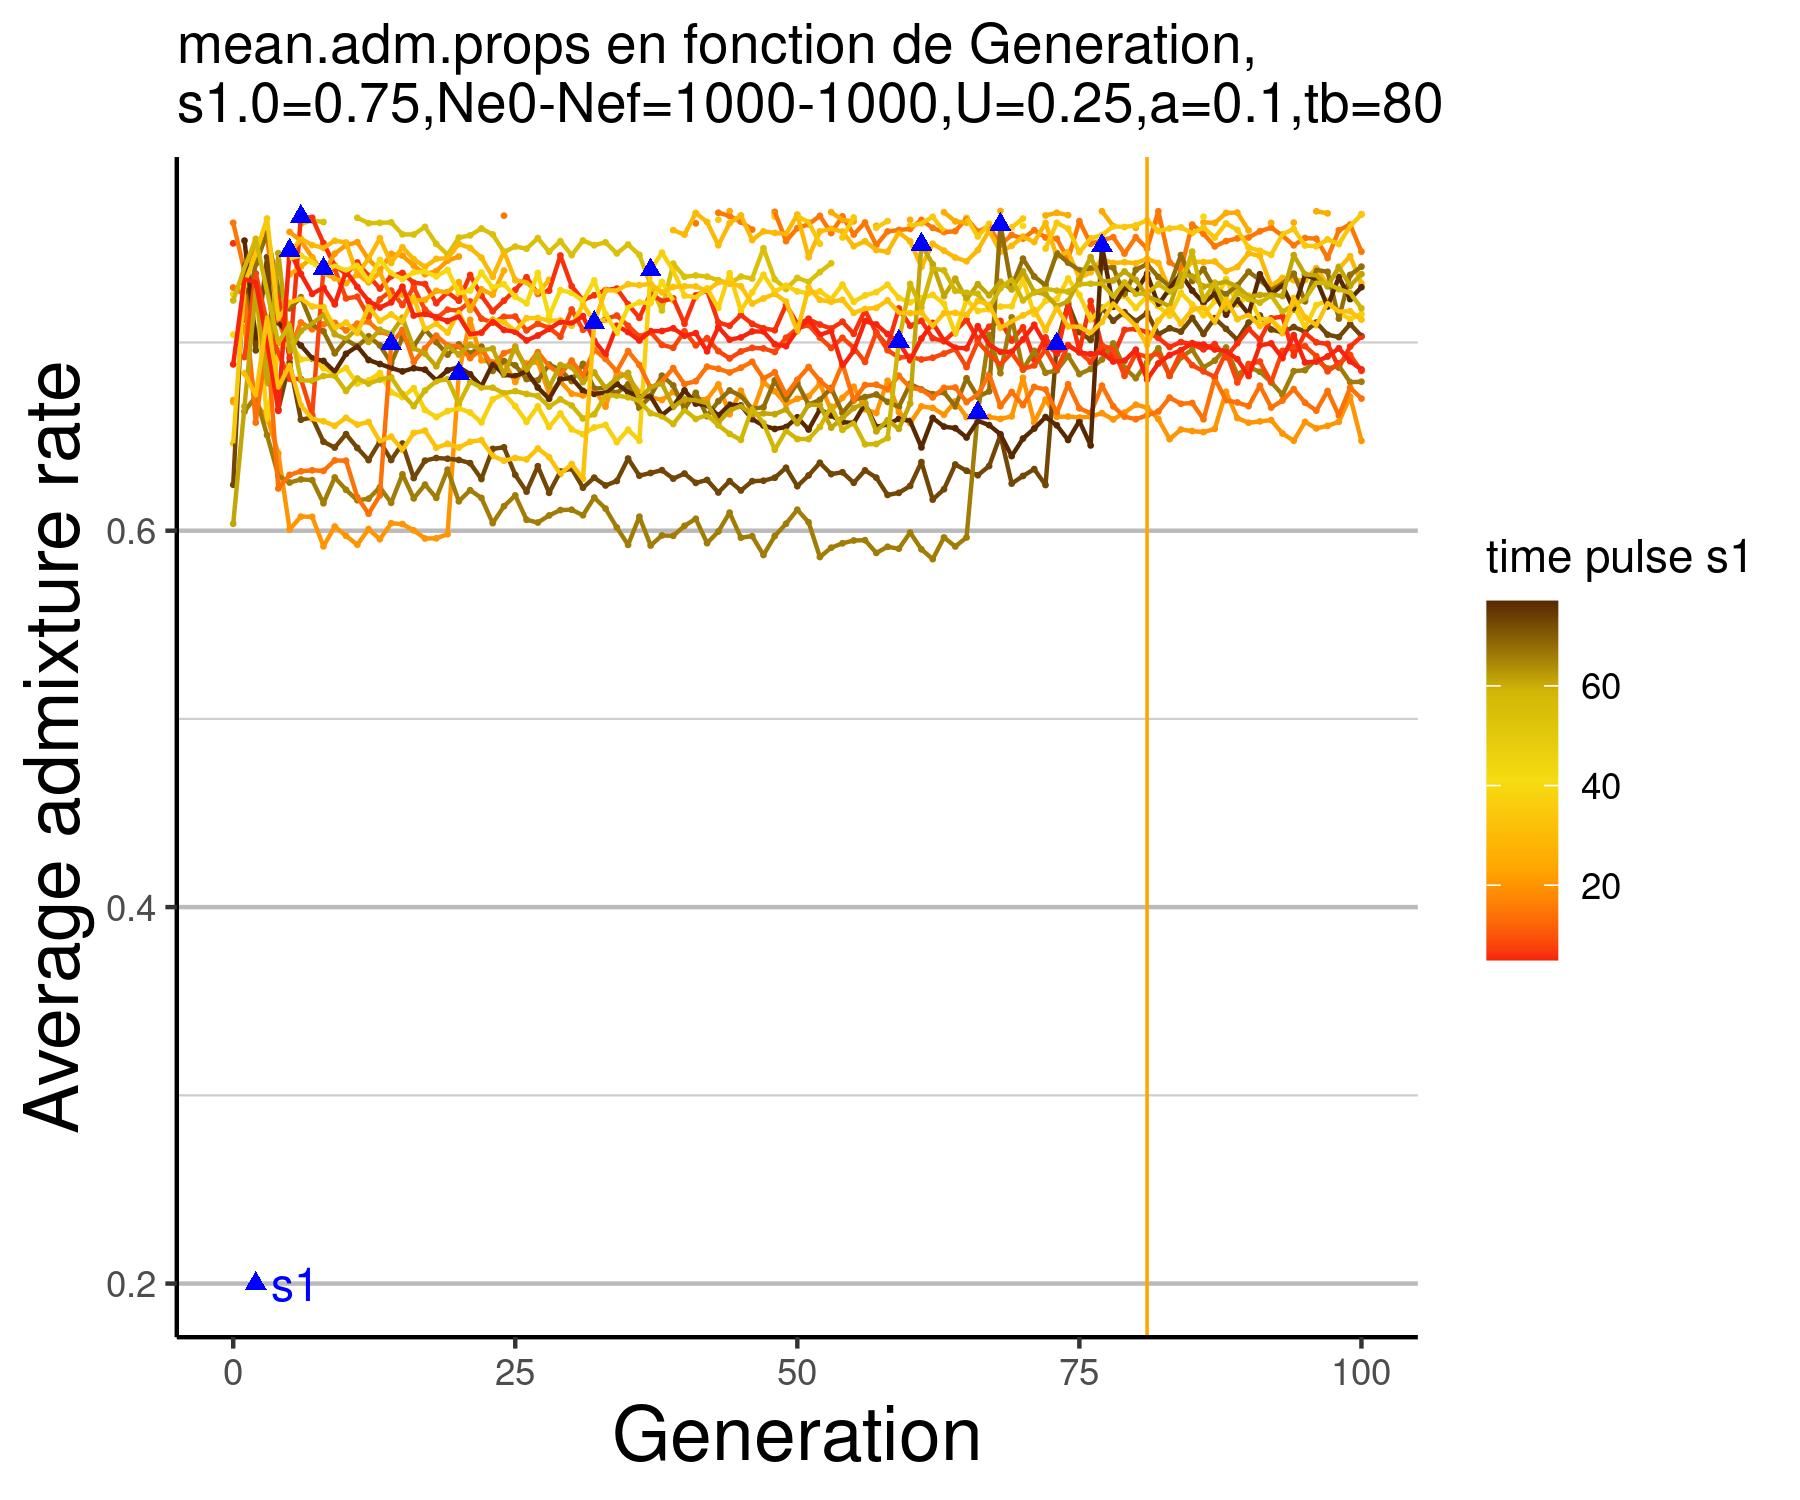 mean.adm.props en fonction de Generation,
s1.0=0.75,Ne0-Nef=1000-1000,U=0.25,a=0.1,tb=80
Average admixture rate
0.6
0.4
0.2
s1
0 25 50 75 100
Generation
time pulse s1
60
40
20